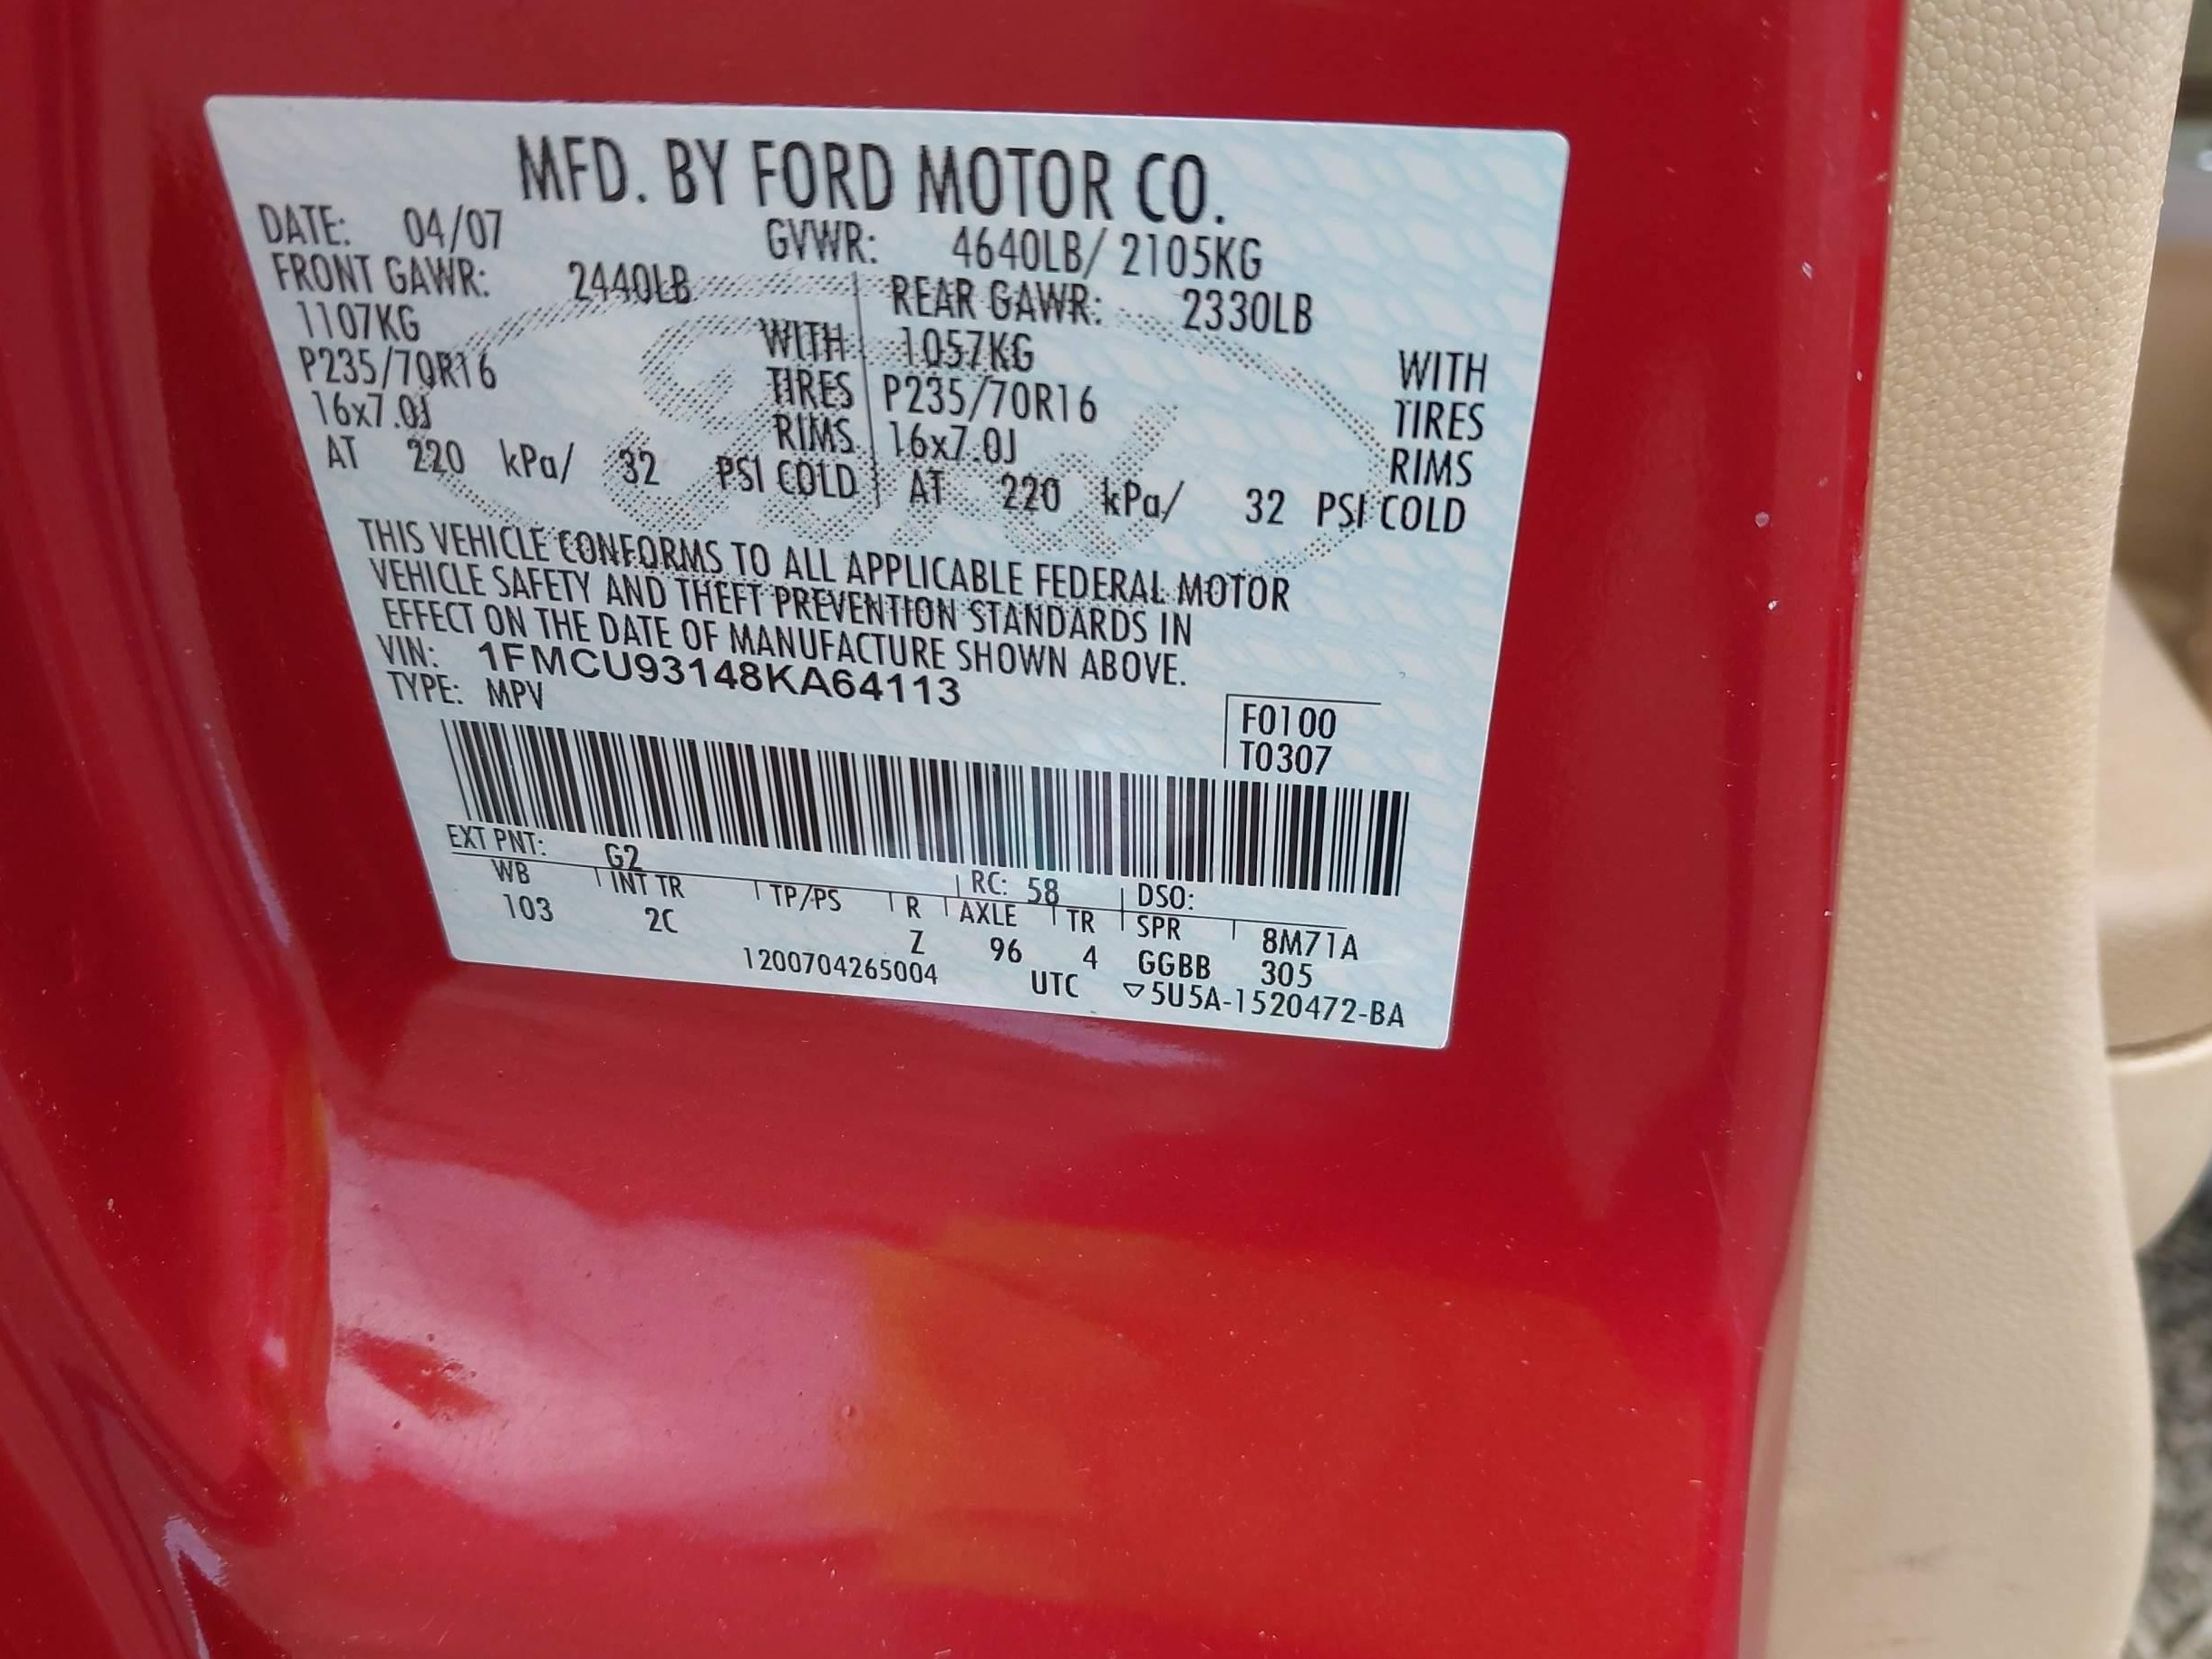 MFD. BY FORD MOTOR CO.
DATE: 04/07 GVWR: 4640LB/ 2105KG
FRONT GAWR: 2440LB REAR GAWR: 2330LB
1107KG WITH 1057KG WITH
P235/70R16 TIRES P235/70R16 TIRES
16x7.0J RIMS 16x7.0J RIMS
AT 220 kPa/ 32 PSI COLD AT 220 kPa/ 32 PSI COLD
THIS VEHICLE CONFORMS TO ALL APPLICABLE FEDERAL MOTOR
VEHICLE SAFETY AND THEFT PREVENTION STANDARDS IN
EFFECT ON THE DATE OF MANUFACTURE SHOWN ABOVE.
VIN: 1FMCU93148KA64113
TYPE: MPV
F0100
T0307
EXT PNT: G2 RC: 58 DSO:
WB INT TR TP/PS R AXLE TR SPR 8M71A
103 2C Z 96 4 GGBB 305
1200704265004 UTC ▽5U5A-1520472-BA